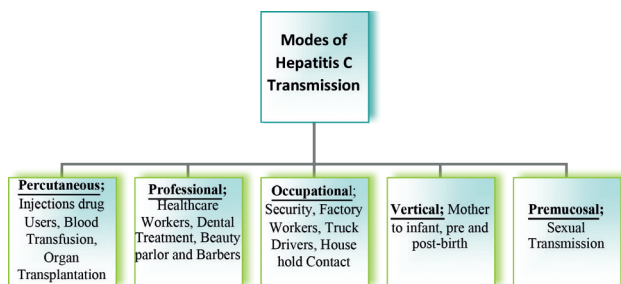 Modes of
Hepatitis C
Transmission
Percutaneous;
Injections drug
Users, Blood
Transfusion,
Organ
Transplantation
Professional;
Healthcare
Workers, Dental
Treatment, Beauty
parlor and Barbers
Occupational;
Security, Factory
Workers, Truck
Drivers, House
hold Contact
Vertical; Mother
to infant, pre and
post-birth
Premucosal;
Sexual
Transmission